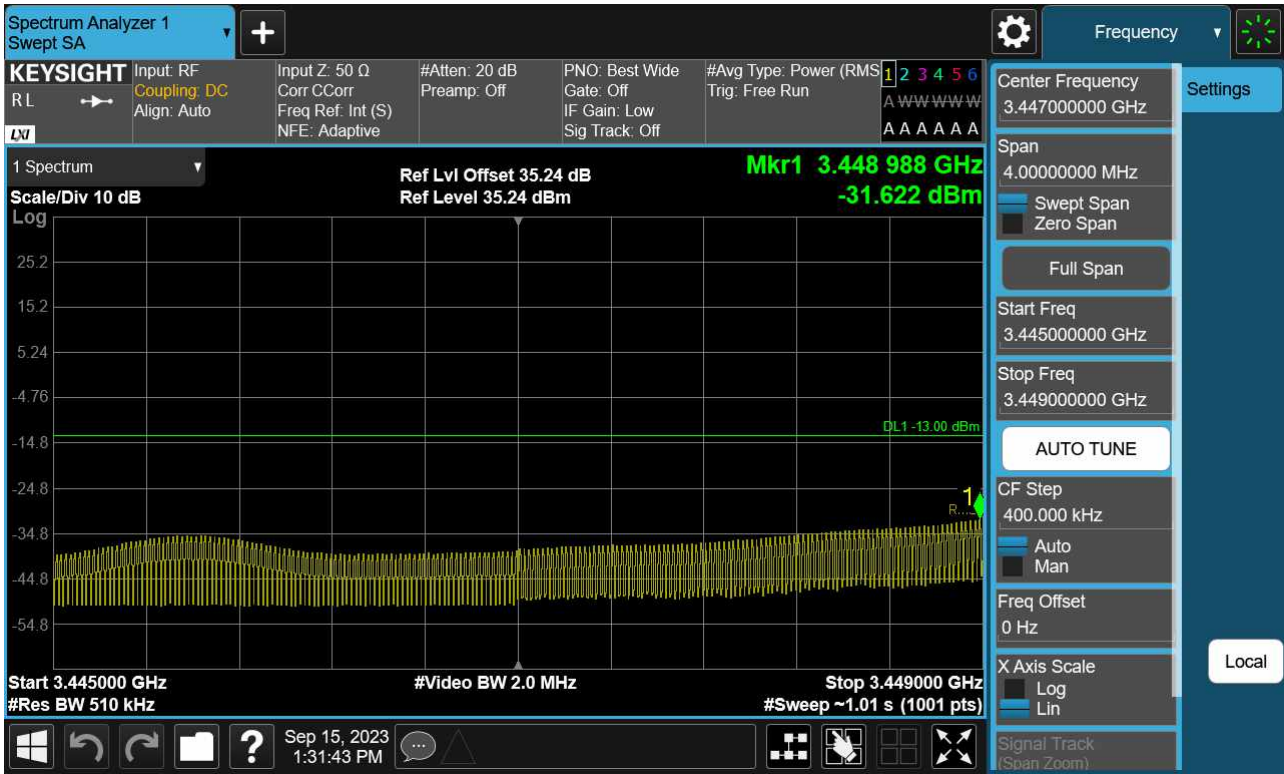 Spectrum Analyzer 1
Swept SA
+
Frequency
KEYSIGHT
R L
LXI
Input: RF
Coupling: DC
Align: Auto
Input Z: 50 Ω
Corr CCorr
Freq Ref: Int (S)
NFE: Adaptive
#Atten: 20 dB
Preamp: Off
PNO: Best Wide
Gate: Off
IF Gain: Low
Sig Track: Off
#Avg Type: Power (RMS
Trig: Free Run
1 2 3 4 5 6
A W W W W W
A A A A A A
1 Spectrum
Scale/Div 10 dB
Log
Ref Lvl Offset 35.24 dB
Ref Level 35.24 dBm
Mkr1 3.448 988 GHz
-31.622 dBm
25.2
15.2
5.24
-4.76
DL1 -13.00 dBm
-14.8
-24.8
1
-34.8
-44.8
-54.8
Start 3.445000 GHz
#Video BW 2.0 MHz
Stop 3.449000 GHz
#Res BW 510 kHz
#Sweep ~1.01 s (1001 pts)
Center Frequency
3.447000000 GHz
Settings
Span
4.00000000 MHz
Swept Span
Zero Span
Full Span
Start Freq
3.445000000 GHz
Stop Freq
3.449000000 GHz
AUTO TUNE
CF Step
400.000 kHz
Auto
Man
Freq Offset
0 Hz
X Axis Scale
Log
Lin
Local
Signal Track
(Span Zoom)
?
Sep 15, 2023
1:31:43 PM